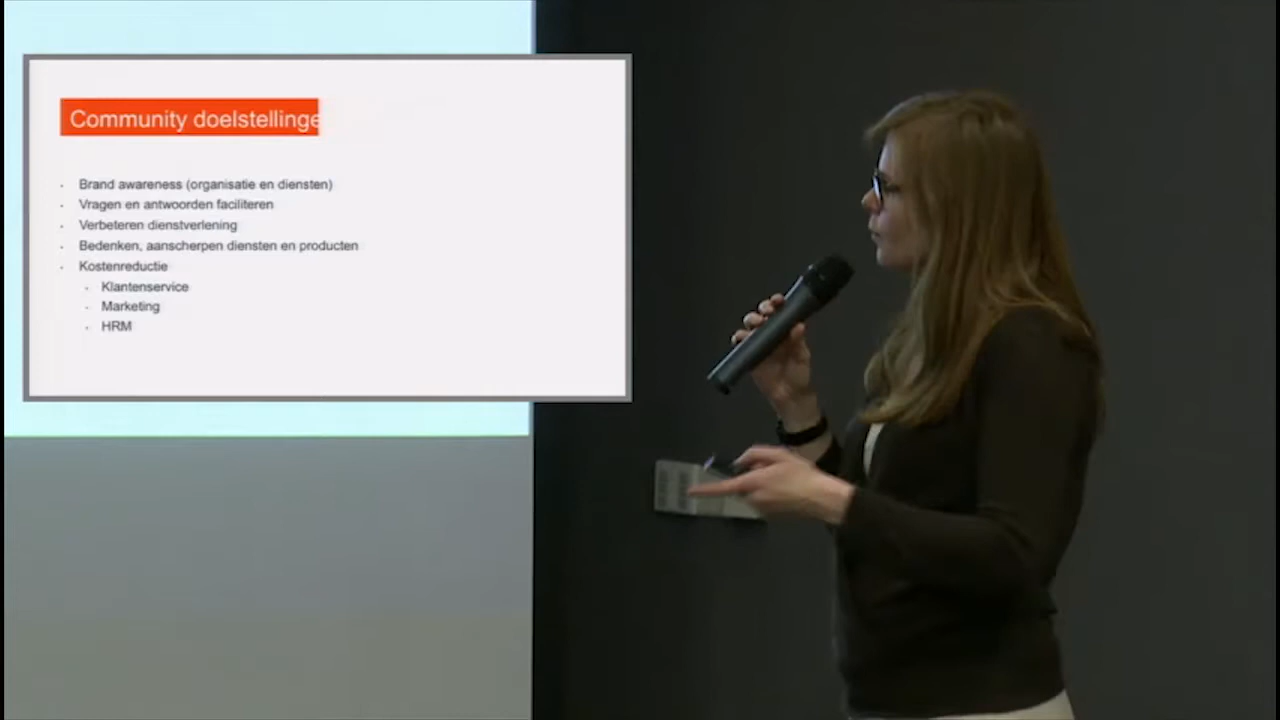 Community doelstellinge
Brand awareness (organisatie en diensten)
Vragen en antwoorden faciliteren
Verbeteren dienstverlening
Bedenken, aanscherpen diensten en producten
Kostenreductie
Klantenservice
Marketing
HRM